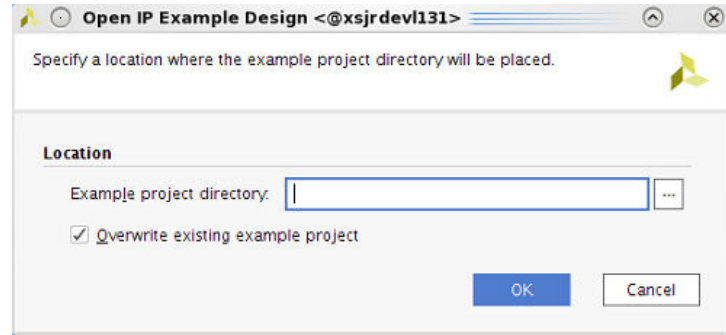 Open IP Example Design <@xsjrdevl131>
Specify a location where the example project directory will be placed.
Location
Example project directory:
...
Overwrite existing example project
OK
Cancel